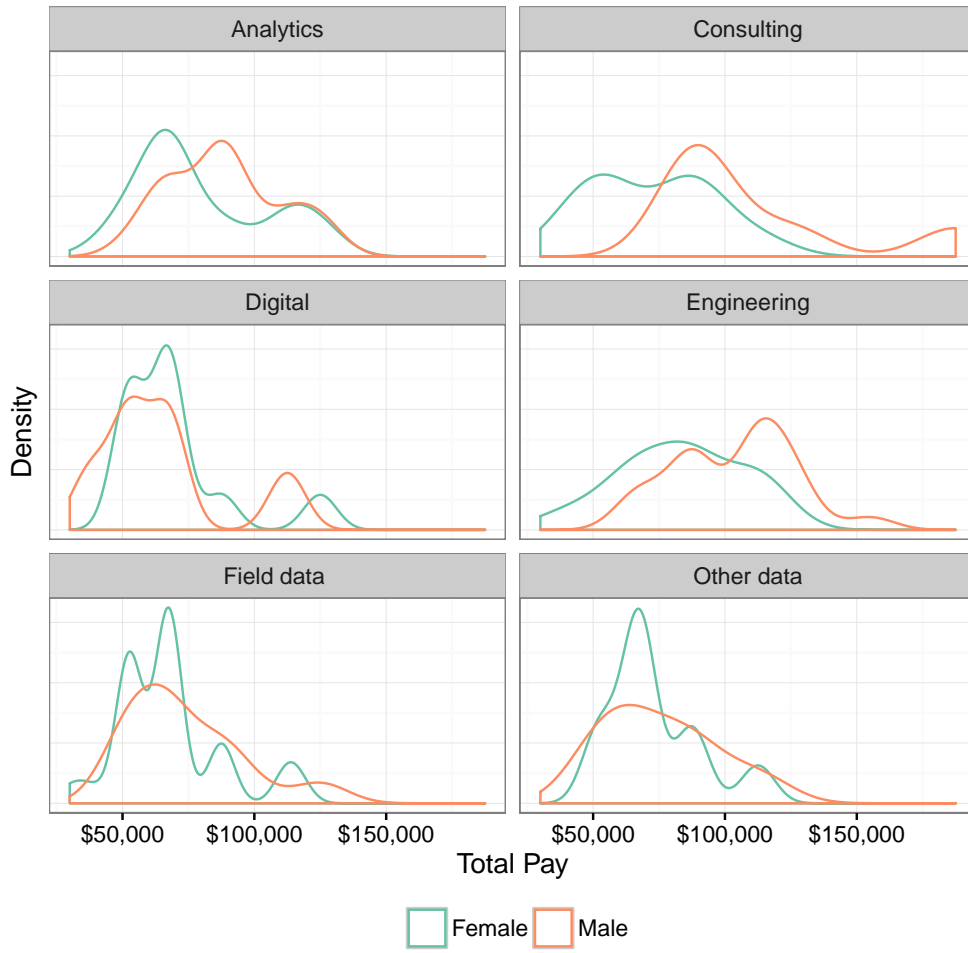 Analytics
Consulting
Digital
Engineering
Density
Field data
Other data
$50,000 $100,000 $150,000
$50,000 $100,000 $150,000
Total Pay
Female Male